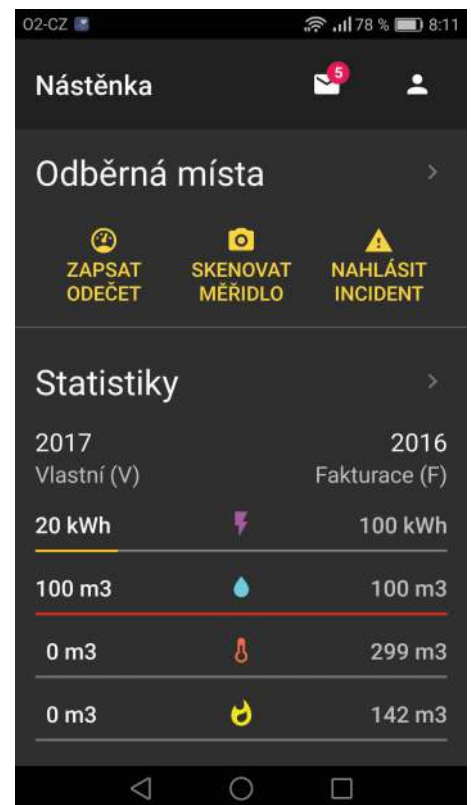 O2-CZ 78 % 8:11
Nástěnka 5
Odběrná místa
ZAPSAT SKENOVAT NAHLÁSIT
ODEČET MĚŘIDLO INCIDENT
Statistiky
2017 2016
Vlastní (V) Fakturace (F)
20 kWh 100 kWh
100 m3 100 m3
0 m3 299 m3
0 m3 142 m3